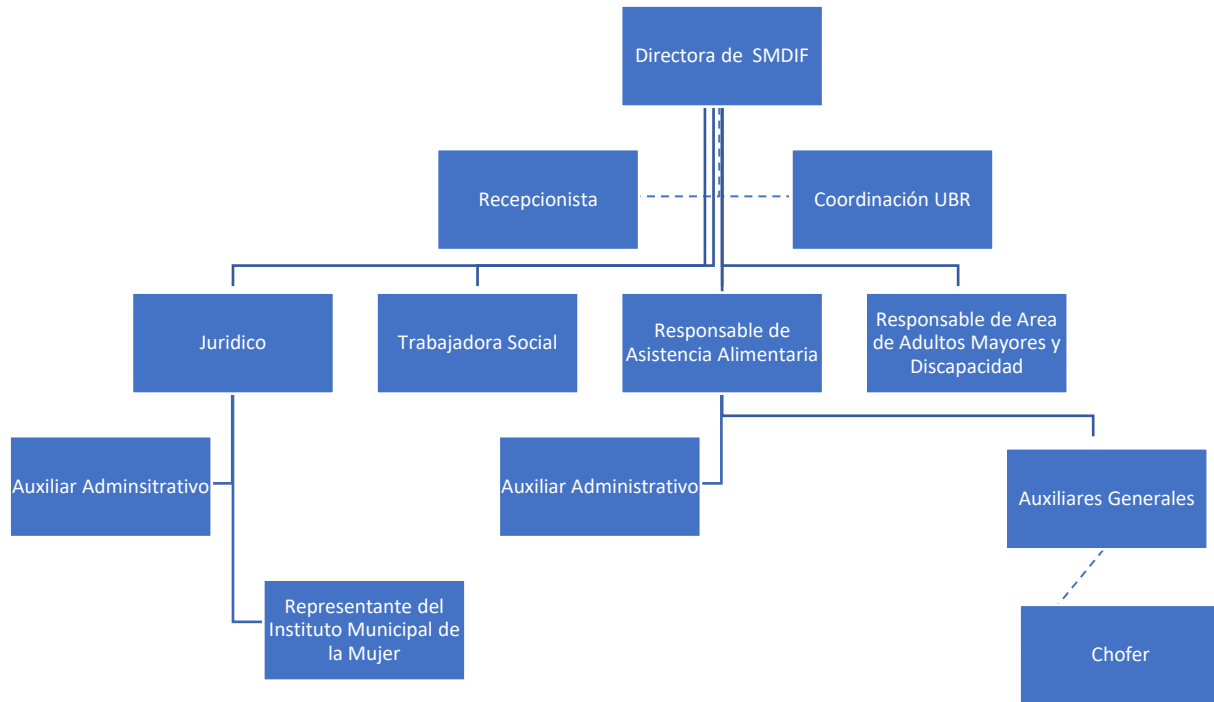 Directora de SMDIF
Recepcionista
Coordinación UBR
Juridico
Trabajadora Social
Responsable de
Asistencia Alimentaria
Responsable de Area
de Adultos Mayores y
Discapacidad
Auxiliar Adminsitrativo
Auxiliar Administrativo
Auxiliares Generales
Representante del
Instituto Municipal de
la Mujer
Chofer